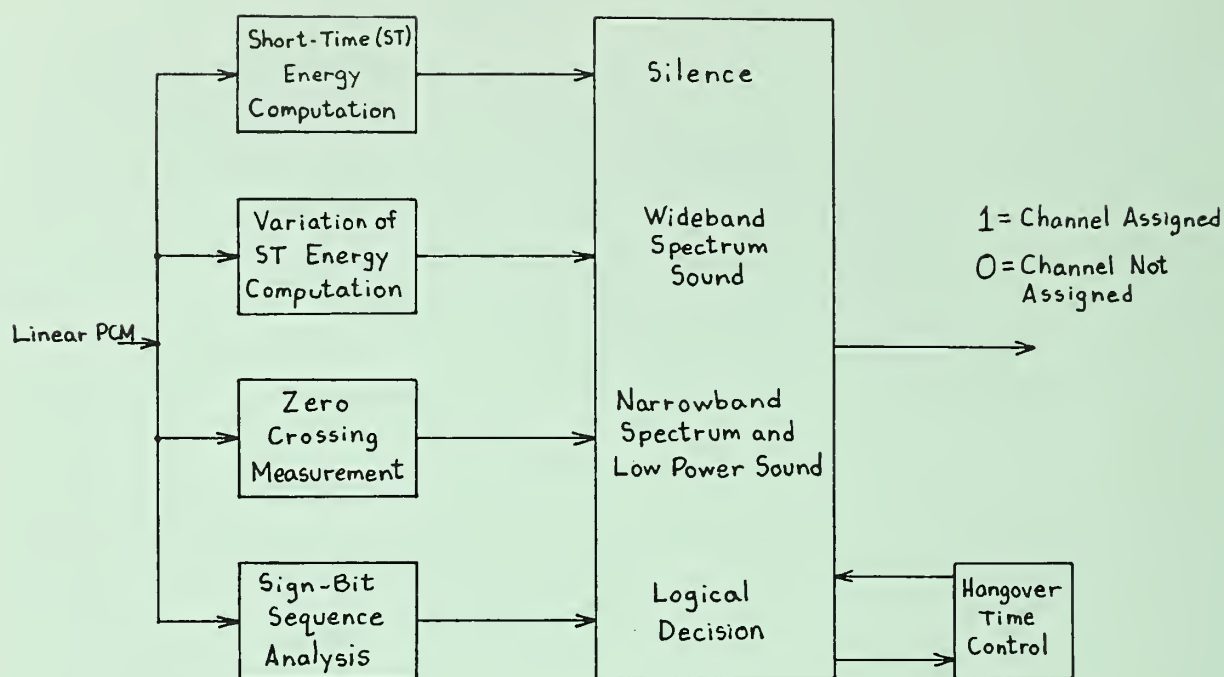 Short-Time (ST)
Energy
Computation
Silence
Variation of
ST Energy
Computation
Wideband
Spectrum
Sound
1 = Channel Assigned
0 = Channel Not
Assigned
Linear PCM
Zero
Crossing
Measurement
Narrowband
Spectrum and
Low Power Sound
Sign-Bit
Sequence
Analysis
Logical
Decision
Hangover
Time
Control